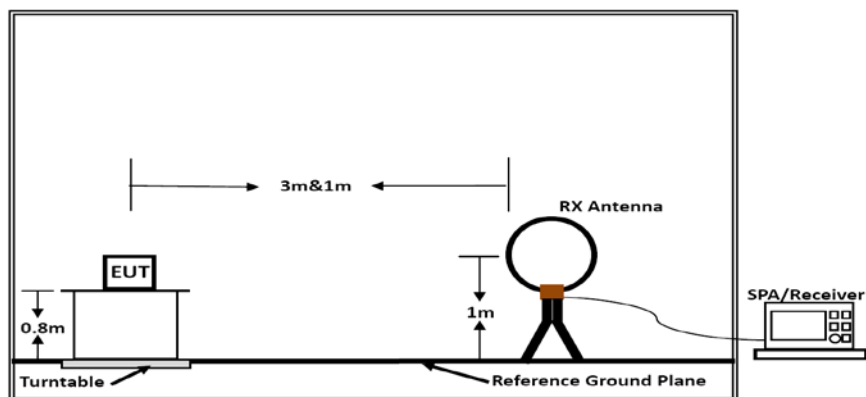 3m&1m
RX Antenna
EUT
SPA/Receiver
0.8m
1m
Turntable
Reference Ground Plane